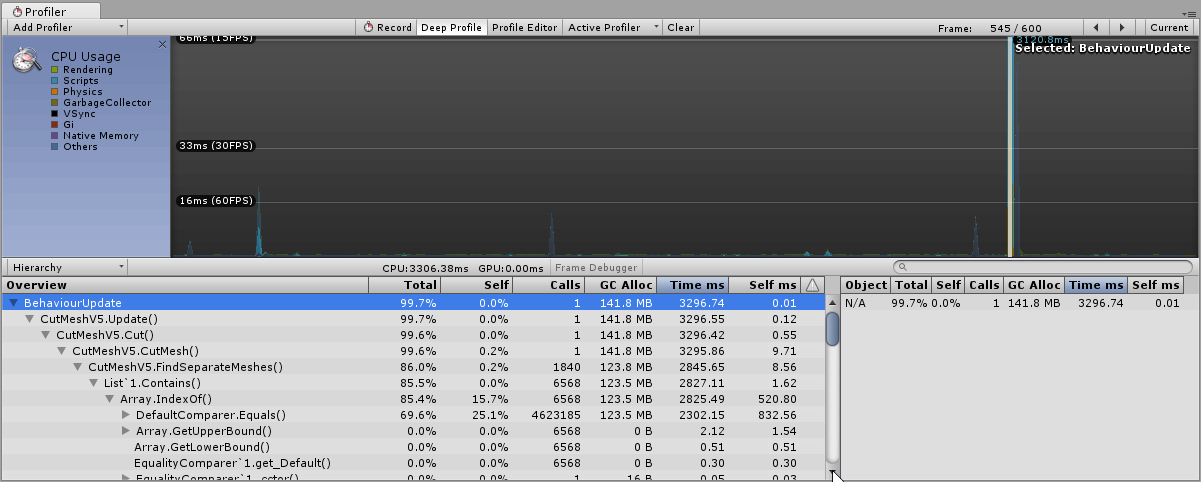 Profiler
Add Profiler Record Deep Profile Profile Editor Active Profiler Clear Frame: 545 / 600 Current
CPU Usage
Rendering
Scripts
Physics
GarbageCollector
VSync
Gi
Native Memory
Others
66ms (15FPS)
3120.8ms
Selected: BehaviourUpdate
33ms (30FPS)
16ms (60FPS)
Hierarchy CPU:3306.38ms GPU:0.00ms Frame Debugger
Overview Total Self Calls GC Alloc Time ms Self ms Object Total Self Calls GC Alloc Time ms Self ms
BehaviourUpdate 99.7% 0.0% 1 141.8 MB 3296.74 0.01 N/A 99.7% 0.0% 1 141.8 MB 3296.74 0.01
CutMeshV5.Update() 99.7% 0.0% 1 141.8 MB 3296.55 0.12
CutMeshV5.Cut() 99.6% 0.0% 1 141.8 MB 3296.42 0.55
CutMeshV5.CutMesh() 99.6% 0.2% 1 141.8 MB 3295.86 9.71
CutMeshV5.FindSeparateMeshes() 86.0% 0.2% 1840 123.8 MB 2845.65 8.56
List`1.Contains() 85.5% 0.0% 6568 123.5 MB 2827.11 1.62
Array.IndexOf() 85.4% 15.7% 6568 123.5 MB 2825.49 520.80
DefaultComparer.Equals() 69.6% 25.1% 4623185 123.5 MB 2302.15 832.56
Array.GetUpperBound() 0.0% 0.0% 6568 0 B 2.12 1.54
Array.GetLowerBound() 0.0% 0.0% 6568 0 B 0.51 0.51
EqualityComparer`1.get_Default() 0.0% 0.0% 6568 0 B 0.30 0.30
EqualityComparer`1..cctor() 0.0% 0.0% 1 16 B 0.05 0.03